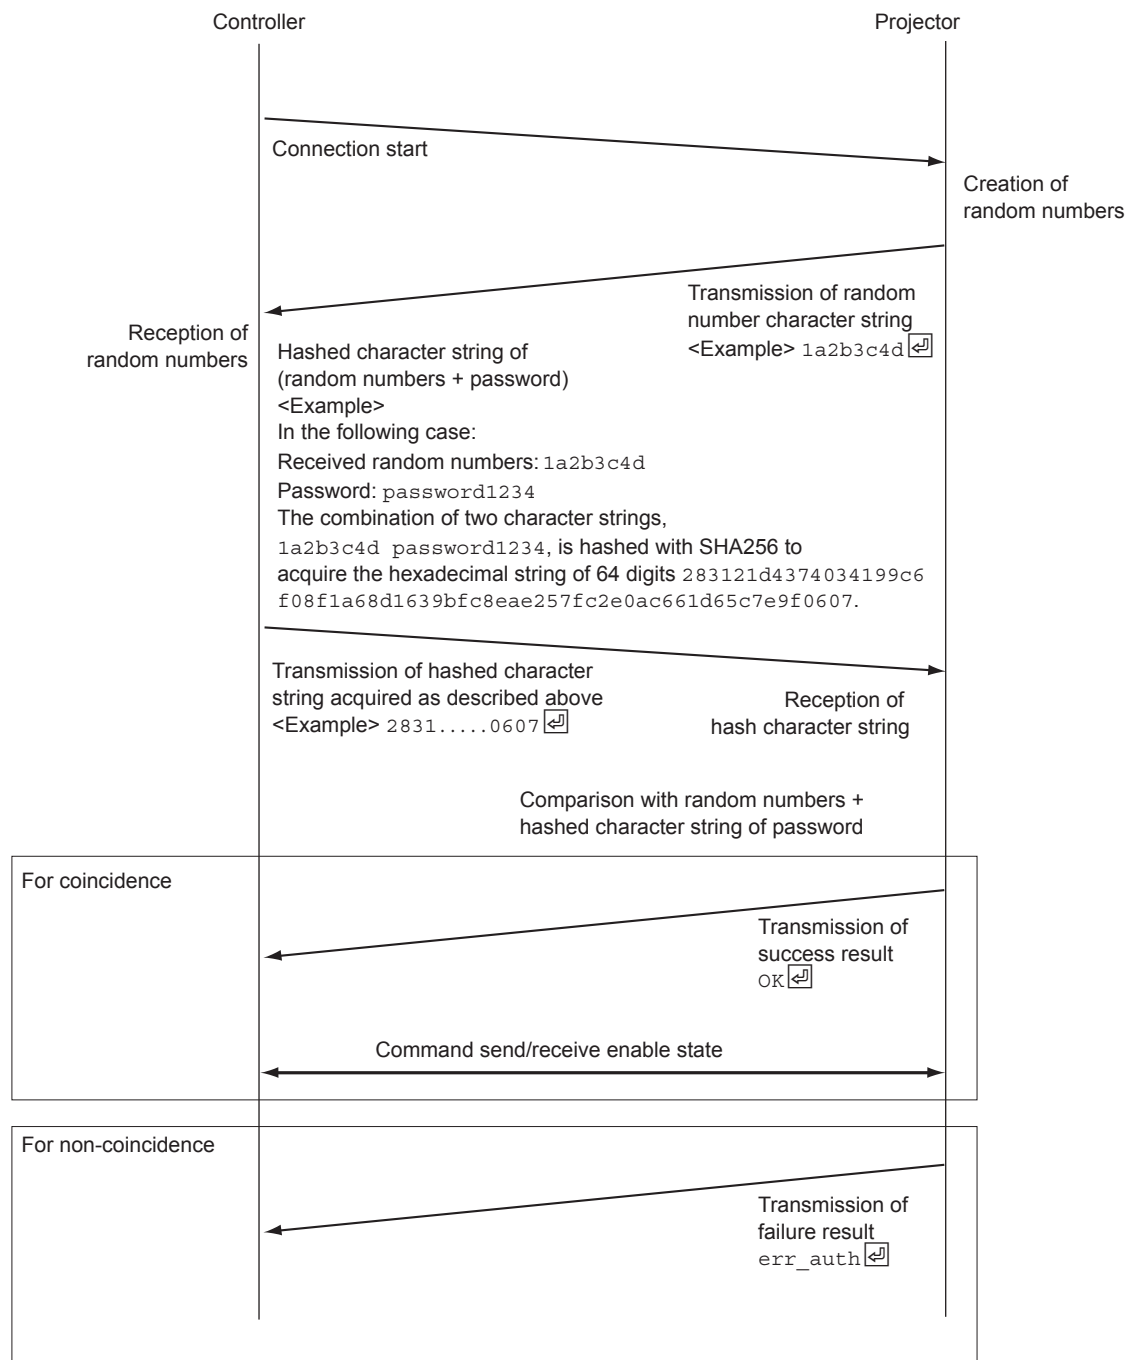 Controller
Projector
Connection start
Creation of
random numbers
Transmission of random
number character string
<Example> 1a2b3c4d⏎
Reception of
random numbers
Hashed character string of
(random numbers + password)
<Example>
In the following case:
Received random numbers: 1a2b3c4d
Password: password1234
The combination of two character strings,
1a2b3c4d password1234, is hashed with SHA256 to
acquire the hexadecimal string of 64 digits 283121d4374034199c6
f08f1a68d1639bfc8eae257fc2e0ac661d65c7e9f0607.
Transmission of hashed character
string acquired as described above
<Example> 2831.....0607⏎
Reception of
hash character string
Comparison with random numbers +
hashed character string of password
For coincidence
Transmission of
success result
OK⏎
Command send/receive enable state
For non-coincidence
Transmission of
failure result
err_auth⏎